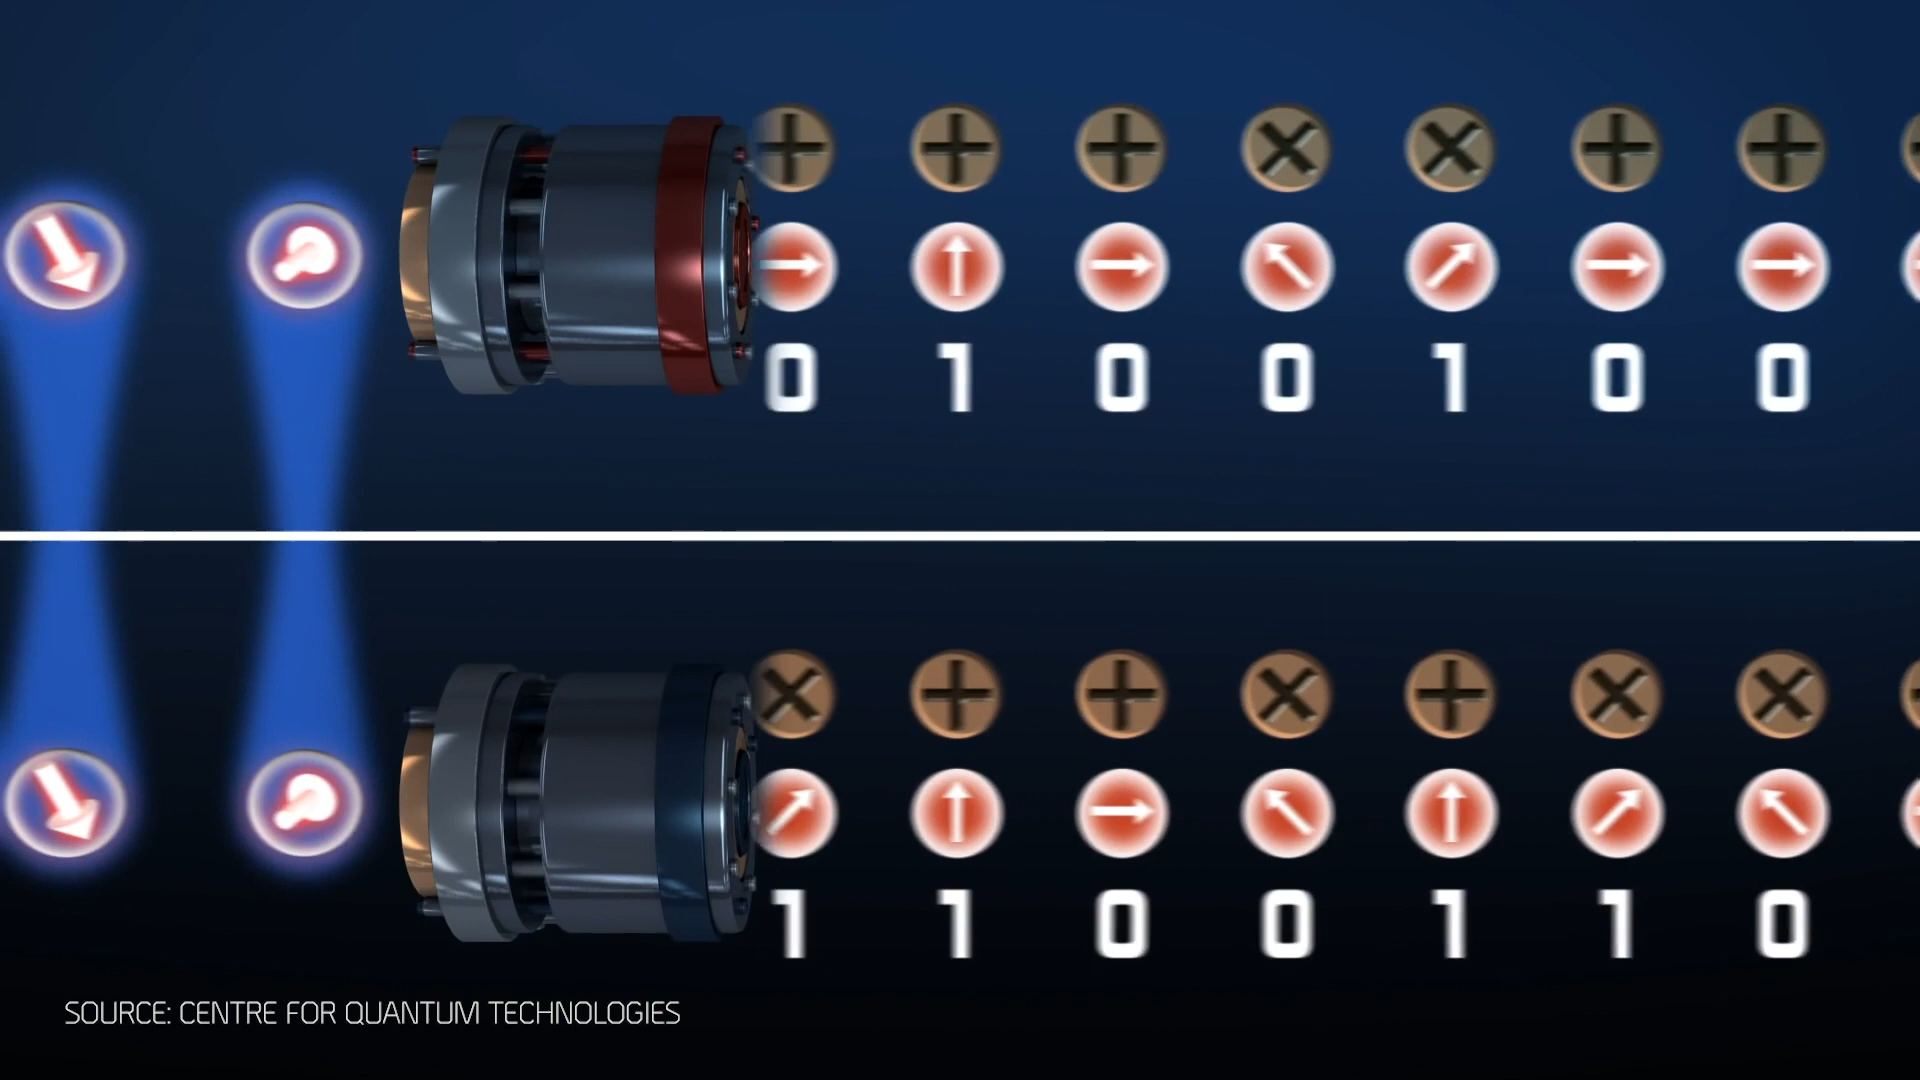 0 1 0 0 1 0 0
1 1 0 0 1 1 0
SOURCE: CENTRE FOR QUANTUM TECHNOLOGIES